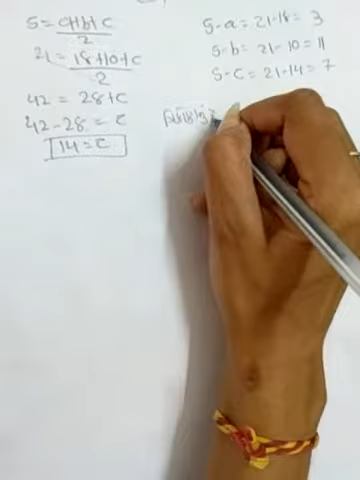 S = a+b+c / 2
21 = 18+10+c / 2
42 = 28+c
42-28 = c
14 = c
S-a = 21-18 = 3
S-b = 21-10 = 11
S-c = 21-14 = 7